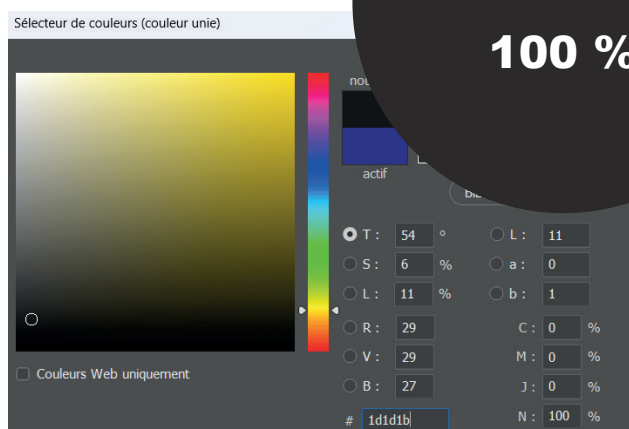 Sélecteur de couleurs (couleur unie)
100 %
actif
T : 54 ° L : 11
S : 6 % a : 0
L : 11 % b : 1
R : 29 C : 0 %
V : 29 M : 0 %
Couleurs Web uniquement
B : 27 J : 0 %
# 1d1d1b N : 100 %